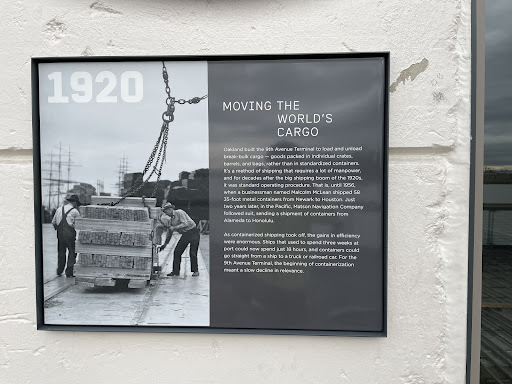 1920
MOVING THE
WORLD'S
CARGO
Oakland built the 9th Avenue Terminal to load and unload
break-bulk cargo — goods packed in individual crates,
barrels, and bags, rather than in standardized containers.
It's a method of shipping that requires a lot of manpower,
and for decades after the big shipping boom of the 1920s,
it was standard operating procedure. That is, until 1956,
when a businessman named Malcolm McLean shipped 58
35-foot metal containers from Newark to Houston. Just
two years later, in the Pacific, Matson Navigation Company
followed suit, sending a shipment of containers from
Alameda to Honolulu.
As containerized shipping took off, the gains in efficiency
were enormous. Ships that used to spend three weeks at
port could now spend just 18 hours, and containers could
go straight from a ship to a truck or railroad car. For the
9th Avenue Terminal, the beginning of containerization
meant a slow decline in relevance.